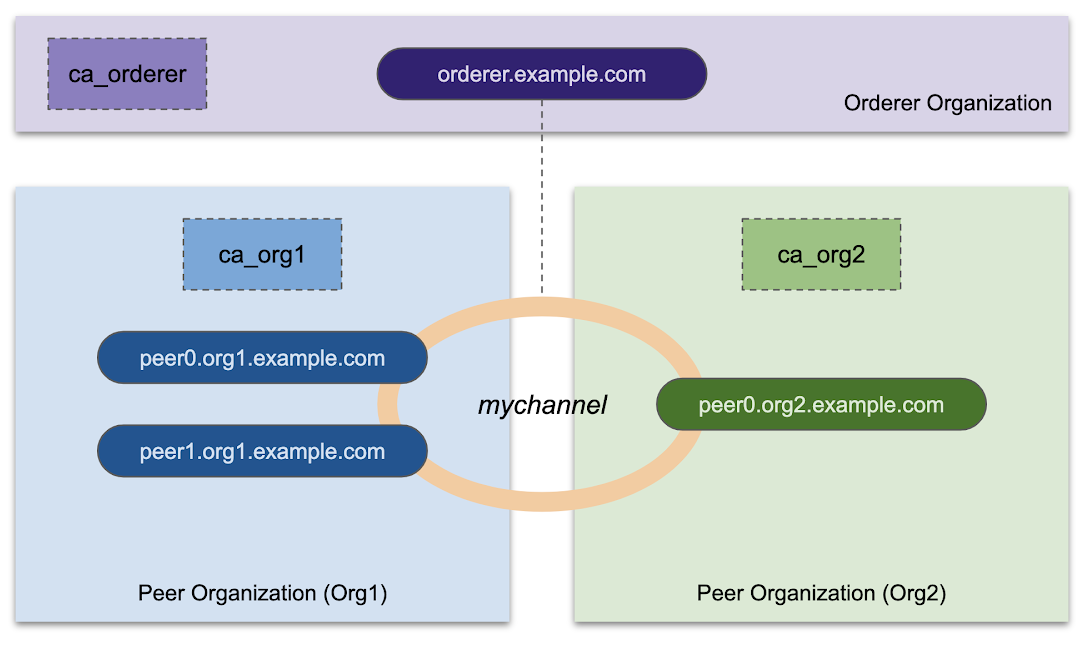 ca_orderer
orderer.example.com
Orderer Organization
ca_org1
ca_org2
peer0.org1.example.com
mychannel
peer0.org2.example.com
peer1.org1.example.com
Peer Organization (Org1)
Peer Organization (Org2)